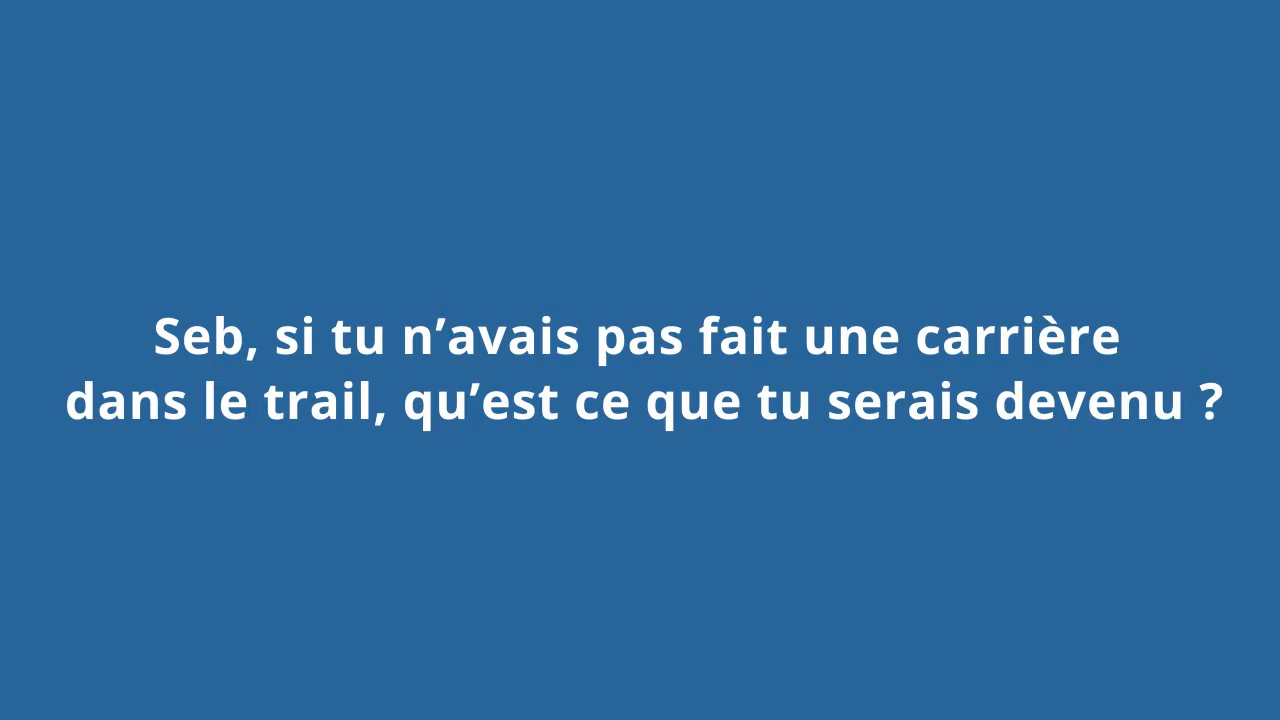 Seb, si tu n’avais pas fait une carrière
dans le trail, qu’est ce que tu serais devenu ?